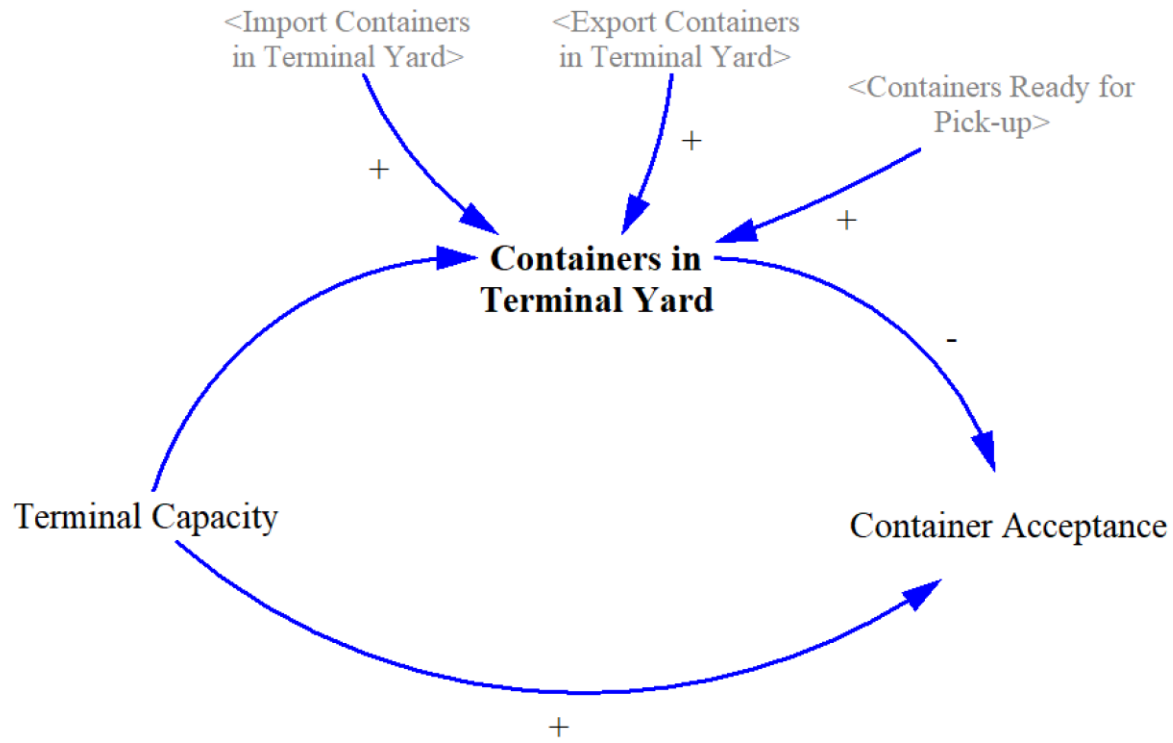 <Import Containers
in Terminal Yard>
<Export Containers
in Terminal Yard>
<Containers Ready for
Pick-up>
+
+
+
Containers in
Terminal Yard
-
Terminal Capacity
Container Acceptance
+